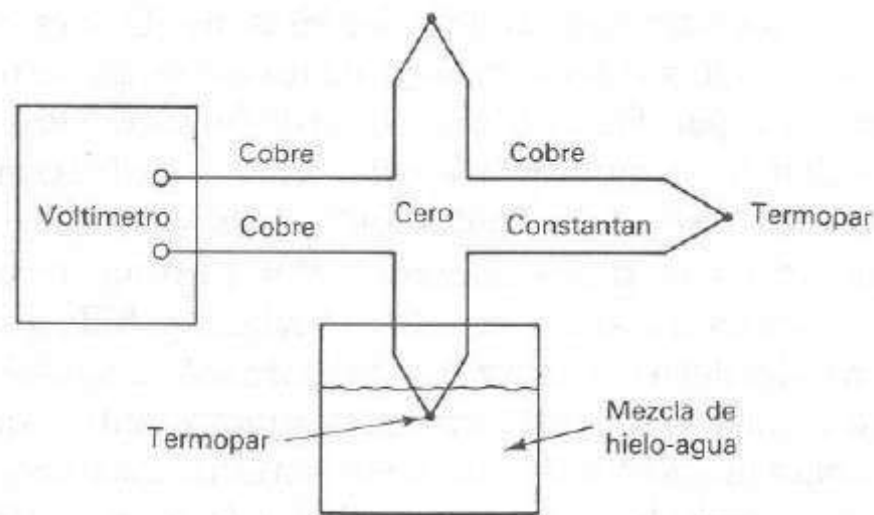 Cobre
Cobre
Voltimetro
Cero
Termopar
Cobre
Constantan
Termopar
Mezcla de
hielo-agua